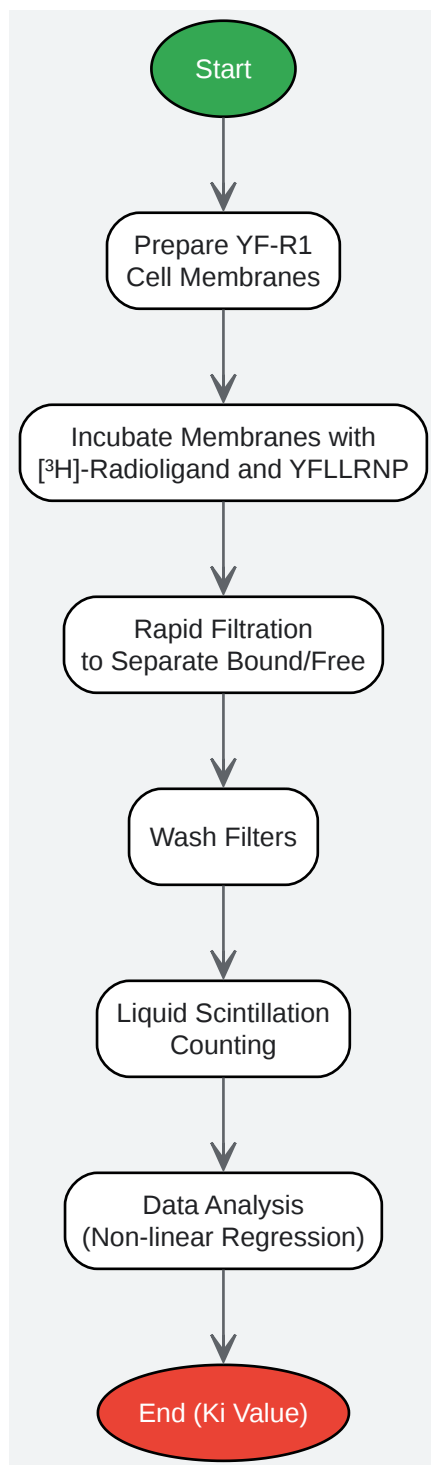 Start
Prepare YF-R1
Cell Membranes
Incubate Membranes with
[³H]-Radioligand and YFLLRNP
Rapid Filtration
to Separate Bound/Free
Wash Filters
Liquid Scintillation
Counting
Data Analysis
(Non-linear Regression)
End (Ki Value)